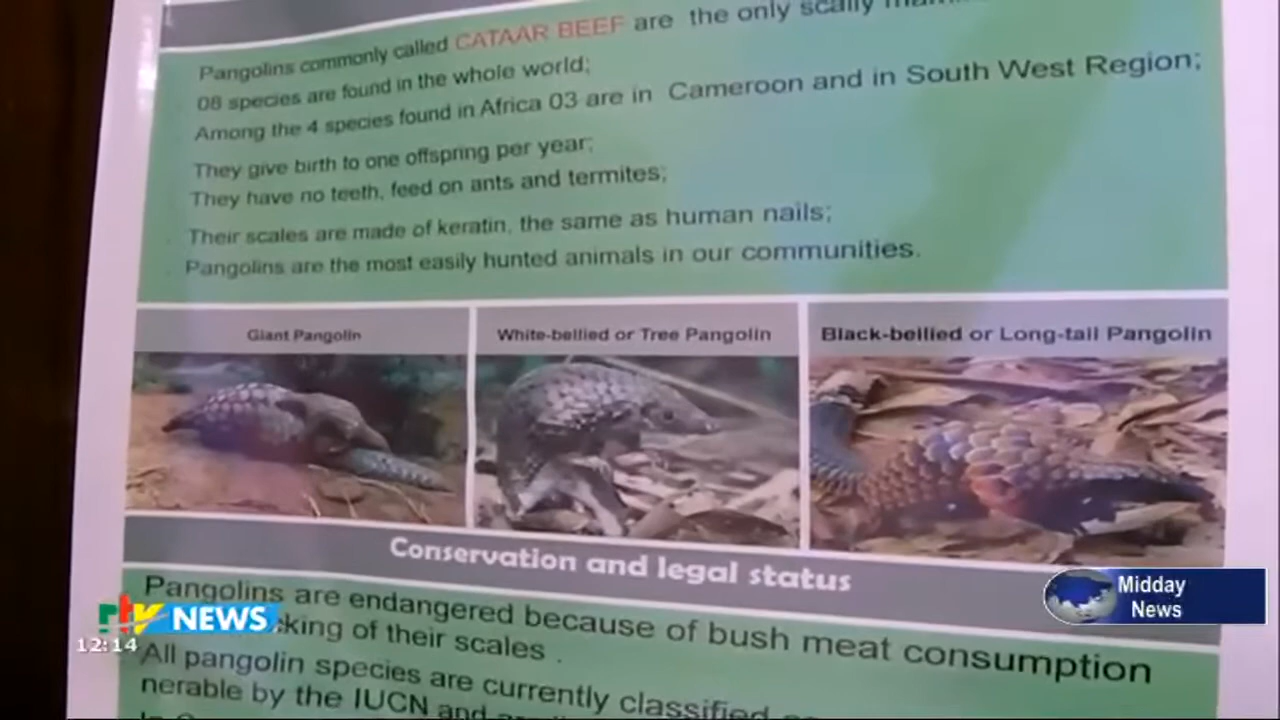 Pangolins commonly called CATAAR BEEF are the only scally
08 species are found in the whole world;
Among the 4 species found in Africa 03 are in Cameroon and in South West Region;
They give birth to one offspring per year;
They have no teeth, feed on ants and termites;
Their scales are made of keratin, the same as human nails;
Pangolins are the most easily hunted animals in our communities.
Giant Pangolin
White-bellied or Tree Pangolin
Black-bellied or Long-tail Pangolin
Conservation and legal status
Pangolins are endangered because of bush meat consumption
king of their scales .
All pangolin species are currently classified
nerable by the IUCN and
rtv NEWS
12:14
Midday
News